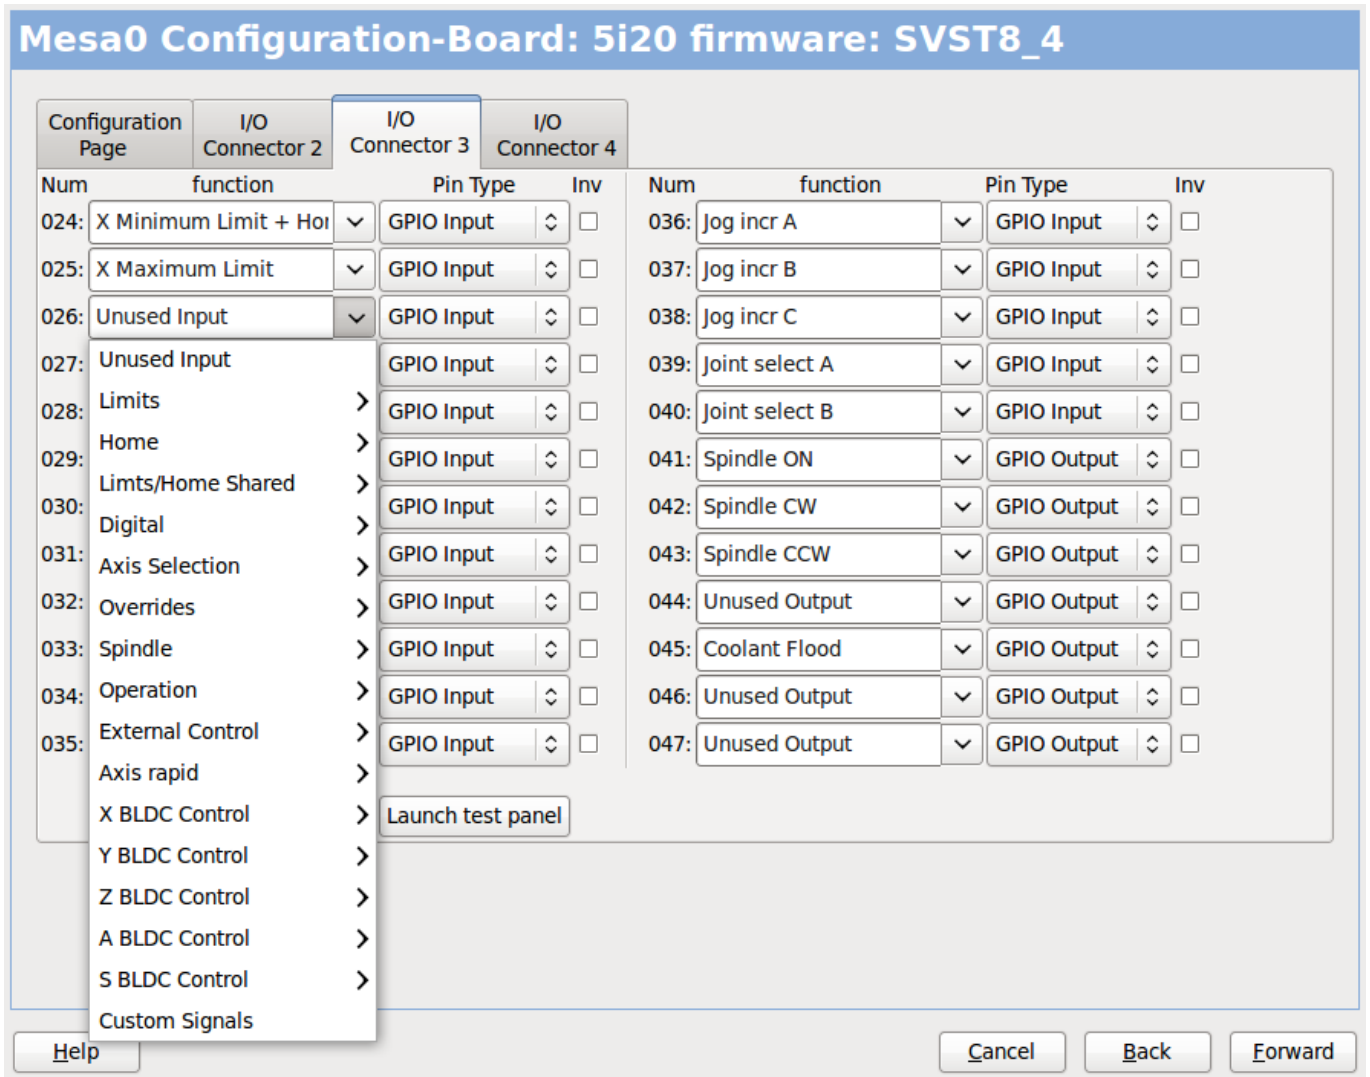 Mesa0 Configuration-Board: 5i20 firmware: SVST8_4
Configuration Page
I/O Connector 2
I/O Connector 3
I/O Connector 4
Num function Pin Type Inv Num function Pin Type Inv
024: X Minimum Limit + Hor GPIO Input 036: Jog incr A GPIO Input
025: X Maximum Limit GPIO Input 037: Jog incr B GPIO Input
026: Unused Input GPIO Input 038: Jog incr C GPIO Input
027: GPIO Input 039: Joint select A GPIO Input
028: GPIO Input 040: Joint select B GPIO Input
029: GPIO Input 041: Spindle ON GPIO Output
030: GPIO Input 042: Spindle CW GPIO Output
031: GPIO Input 043: Spindle CCW GPIO Output
032: GPIO Input 044: Unused Output GPIO Output
033: GPIO Input 045: Coolant Flood GPIO Output
034: GPIO Input 046: Unused Output GPIO Output
035: GPIO Input 047: Unused Output GPIO Output
Unused Input
Limits
Home
Limts/Home Shared
Digital
Axis Selection
Overrides
Spindle
Operation
External Control
Axis rapid
X BLDC Control
Y BLDC Control
Z BLDC Control
A BLDC Control
S BLDC Control
Custom Signals
Launch test panel
Help Cancel Back Forward